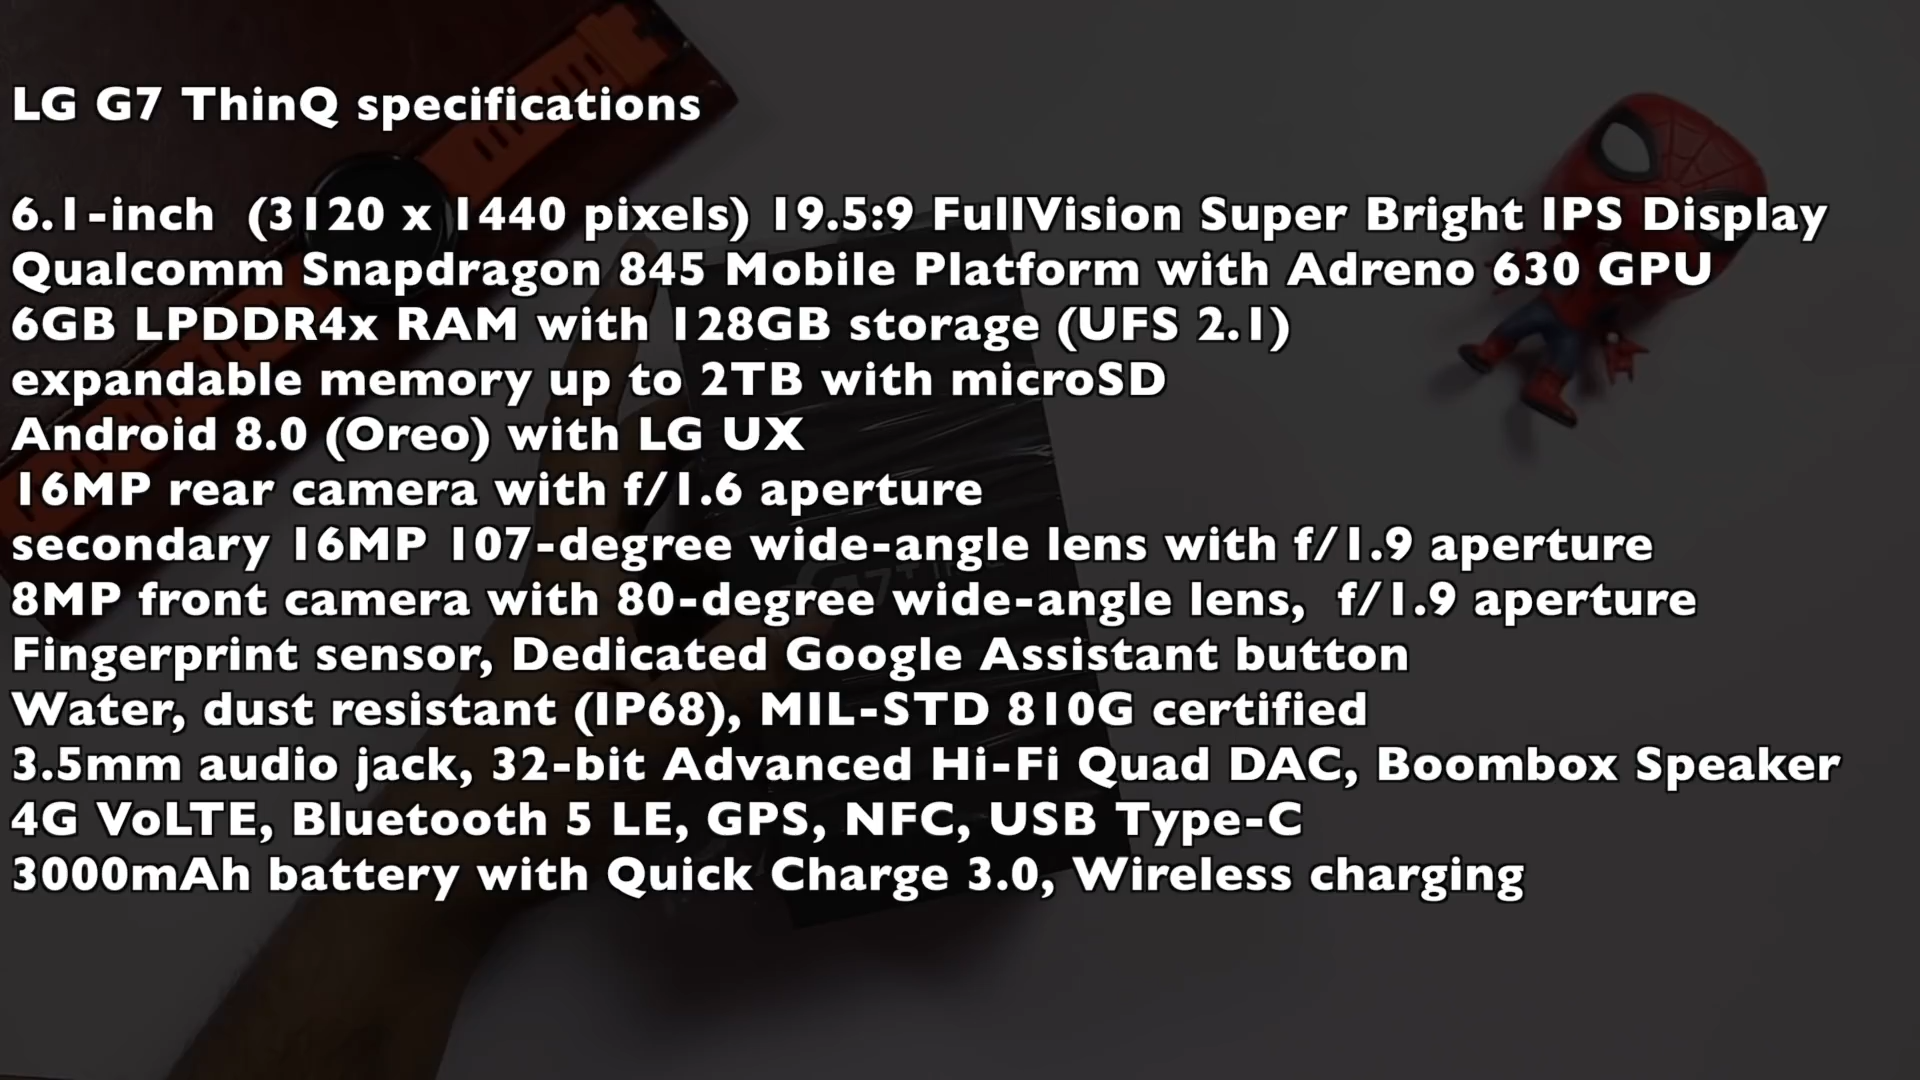 LG G7 ThinQ specifications
6.1-inch (3120 x 1440 pixels) 19.5:9 FullVision Super Bright IPS Display
Qualcomm Snapdragon 845 Mobile Platform with Adreno 630 GPU
6GB LPDDR4x RAM with 128GB storage (UFS 2.1)
expandable memory up to 2TB with microSD
Android 8.0 (Oreo) with LG UX
16MP rear camera with f/1.6 aperture
secondary 16MP 107-degree wide-angle lens with f/1.9 aperture
8MP front camera with 80-degree wide-angle lens, f/1.9 aperture
Fingerprint sensor, Dedicated Google Assistant button
Water, dust resistant (IP68), MIL-STD 810G certified
3.5mm audio jack, 32-bit Advanced Hi-Fi Quad DAC, Boombox Speaker
4G VoLTE, Bluetooth 5 LE, GPS, NFC, USB Type-C
3000mAh battery with Quick Charge 3.0, Wireless charging